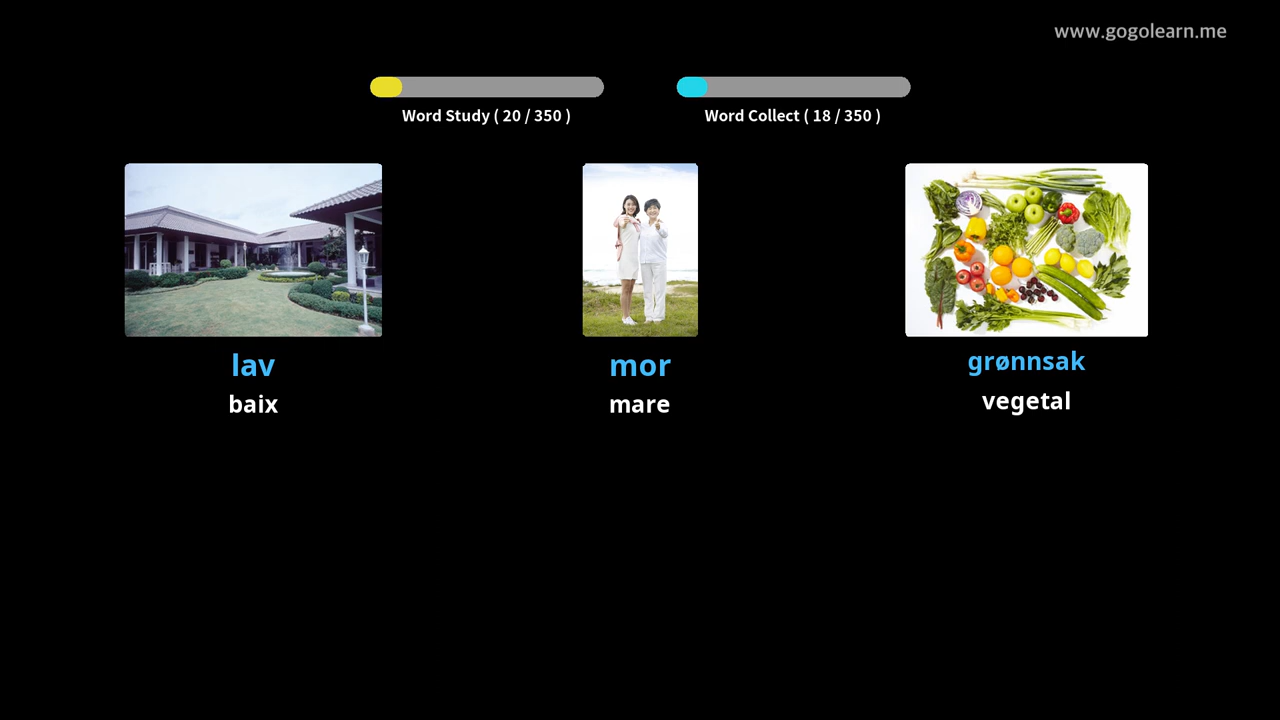 www.gogolearn.me
Word Study ( 20 / 350 )
Word Collect ( 18 / 350 )
lav
baix
mor
mare
grønnsak
vegetal